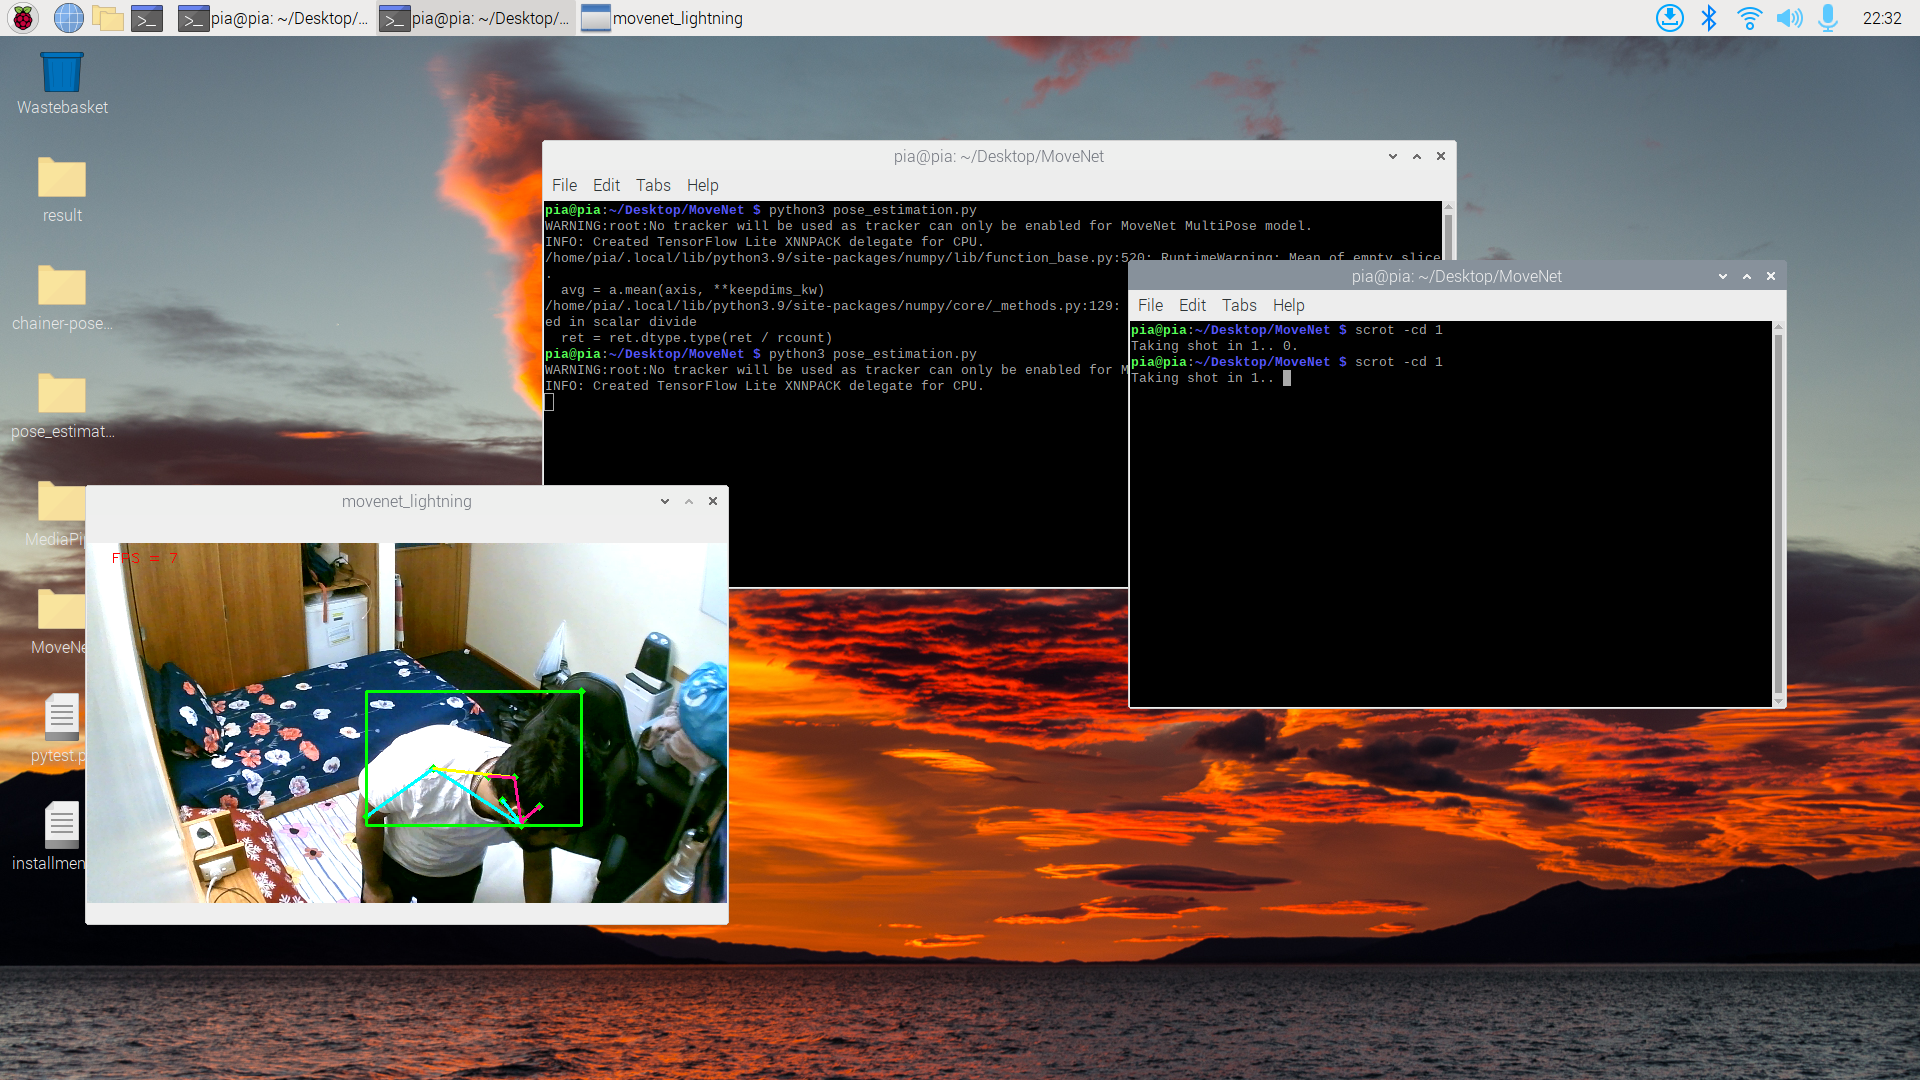 pia@pia: ~/Desktop/...
pia@pia: ~/Desktop/...
movenet_lightning
22:32
Wastebasket
result
chainer-pose...
pose_estimat...
MediaPi
MoveNe
pytest.p
installmen
pia@pia: ~/Desktop/MoveNet
File Edit Tabs Help
pia@pia:~/Desktop/MoveNet $ python3 pose_estimation.py
WARNING:root:No tracker will be used as tracker can only be enabled for MoveNet MultiPose model.
INFO: Created TensorFlow Lite XNNPACK delegate for CPU.
/home/pia/.local/lib/python3.9/site-packages/numpy/lib/function_base.py:520: RuntimeWarning: Mean of empty slice
.
avg = a.mean(axis, **keepdims_kw)
/home/pia/.local/lib/python3.9/site-packages/numpy/core/_methods.py:129:
ed in scalar divide
ret = ret.dtype.type(ret / rcount)
pia@pia:~/Desktop/MoveNet $ python3 pose_estimation.py
WARNING:root:No tracker will be used as tracker can only be enabled for M
INFO: Created TensorFlow Lite XNNPACK delegate for CPU.
pia@pia: ~/Desktop/MoveNet
File Edit Tabs Help
pia@pia:~/Desktop/MoveNet $ scrot -cd 1
Taking shot in 1.. 0.
pia@pia:~/Desktop/MoveNet $ scrot -cd 1
Taking shot in 1..
movenet_lightning
FPS = 7